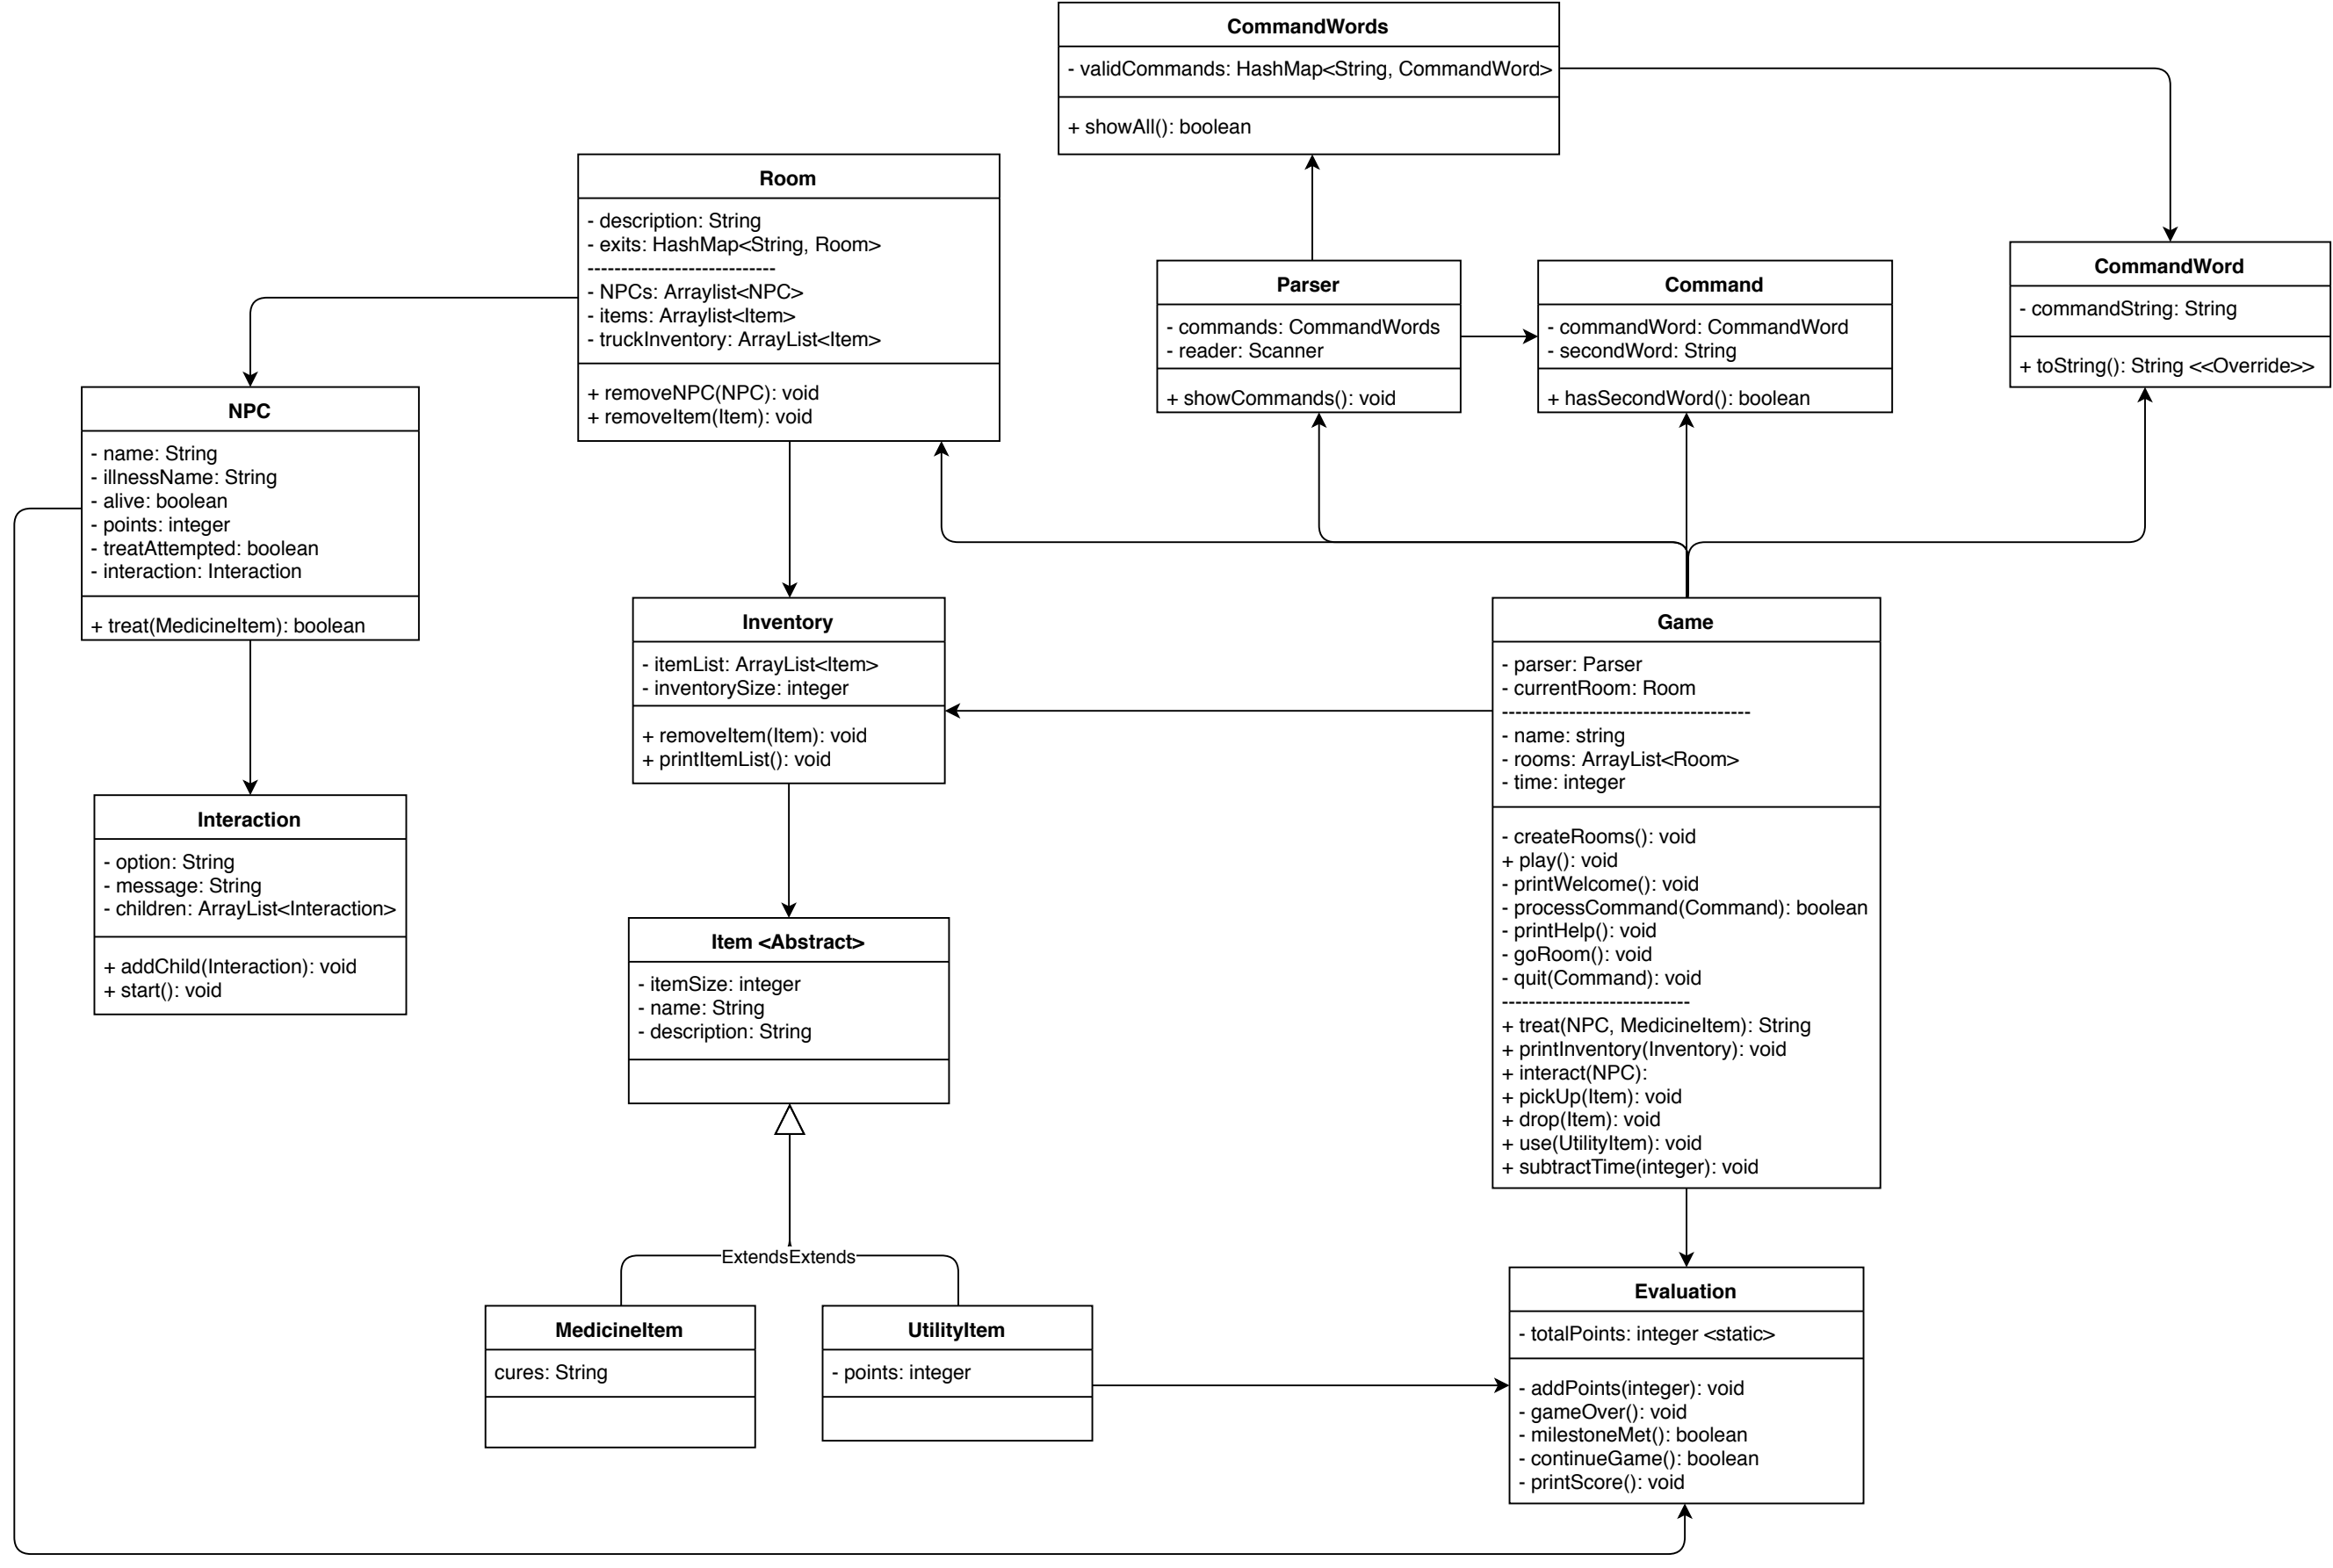 CommandWords
- validCommands: HashMap<String, CommandWord>
+ showAll(): boolean
Room
- description: String
- exits: HashMap<String, Room>
----------------------------
- NPCs: Arraylist<NPC>
- items: Arraylist<Item>
- truckInventory: ArrayList<Item>
+ removeNPC(NPC): void
+ removeItem(Item): void
Parser
- commands: CommandWords
- reader: Scanner
+ showCommands(): void
Command
- commandWord: CommandWord
- secondWord: String
+ hasSecondWord(): boolean
CommandWord
- commandString: String
+ toString(): String <<Override>>
NPC
- name: String
- illnessName: String
- alive: boolean
- points: integer
- treatAttempted: boolean
- interaction: Interaction
+ treat(MedicineItem): boolean
Inventory
- itemList: ArrayList<Item>
- inventorySize: integer
+ removeItem(Item): void
+ printItemList(): void
Game
- parser: Parser
- currentRoom: Room
-------------------------------------
- name: string
- rooms: ArrayList<Room>
- time: integer
- createRooms(): void
+ play(): void
- printWelcome(): void
- processCommand(Command): boolean
- printHelp(): void
- goRoom(): void
- quit(Command): void
----------------------------
+ treat(NPC, MedicineItem): String
+ printInventory(Inventory): void
+ interact(NPC):
+ pickUp(Item): void
+ drop(Item): void
+ use(UtilityItem): void
+ subtractTime(integer): void
Interaction
- option: String
- message: String
- children: ArrayList<Interaction>
+ addChild(Interaction): void
+ start(): void
Item <Abstract>
- itemSize: integer
- name: String
- description: String
ExtendsExtends
MedicineItem
cures: String
UtilityItem
- points: integer
Evaluation
- totalPoints: integer <static>
- addPoints(integer): void
- gameOver(): void
- milestoneMet(): boolean
- continueGame(): boolean
- printScore(): void